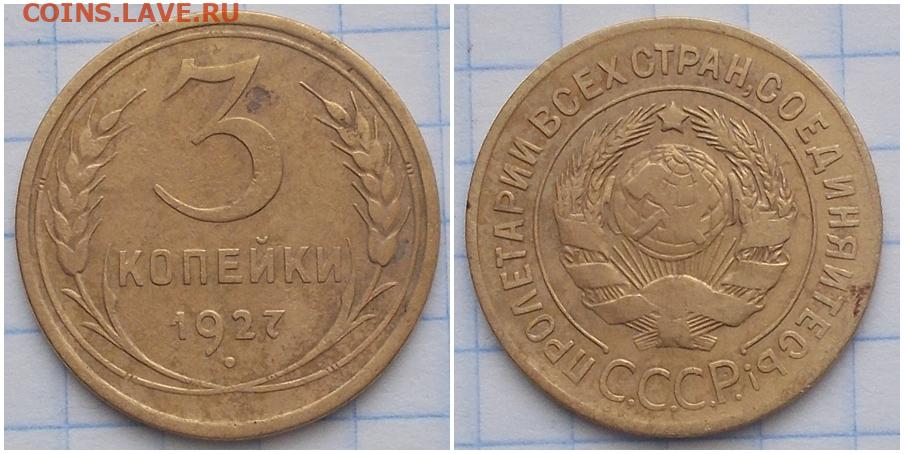 COINS.LAVE.RU
3
КОПЕЙКИ
1927
ПРОЛЕТАРИИ ВСЕХ СТРАН, СОЕДИНЯЙТЕСЬ!
С.С.С.Р.